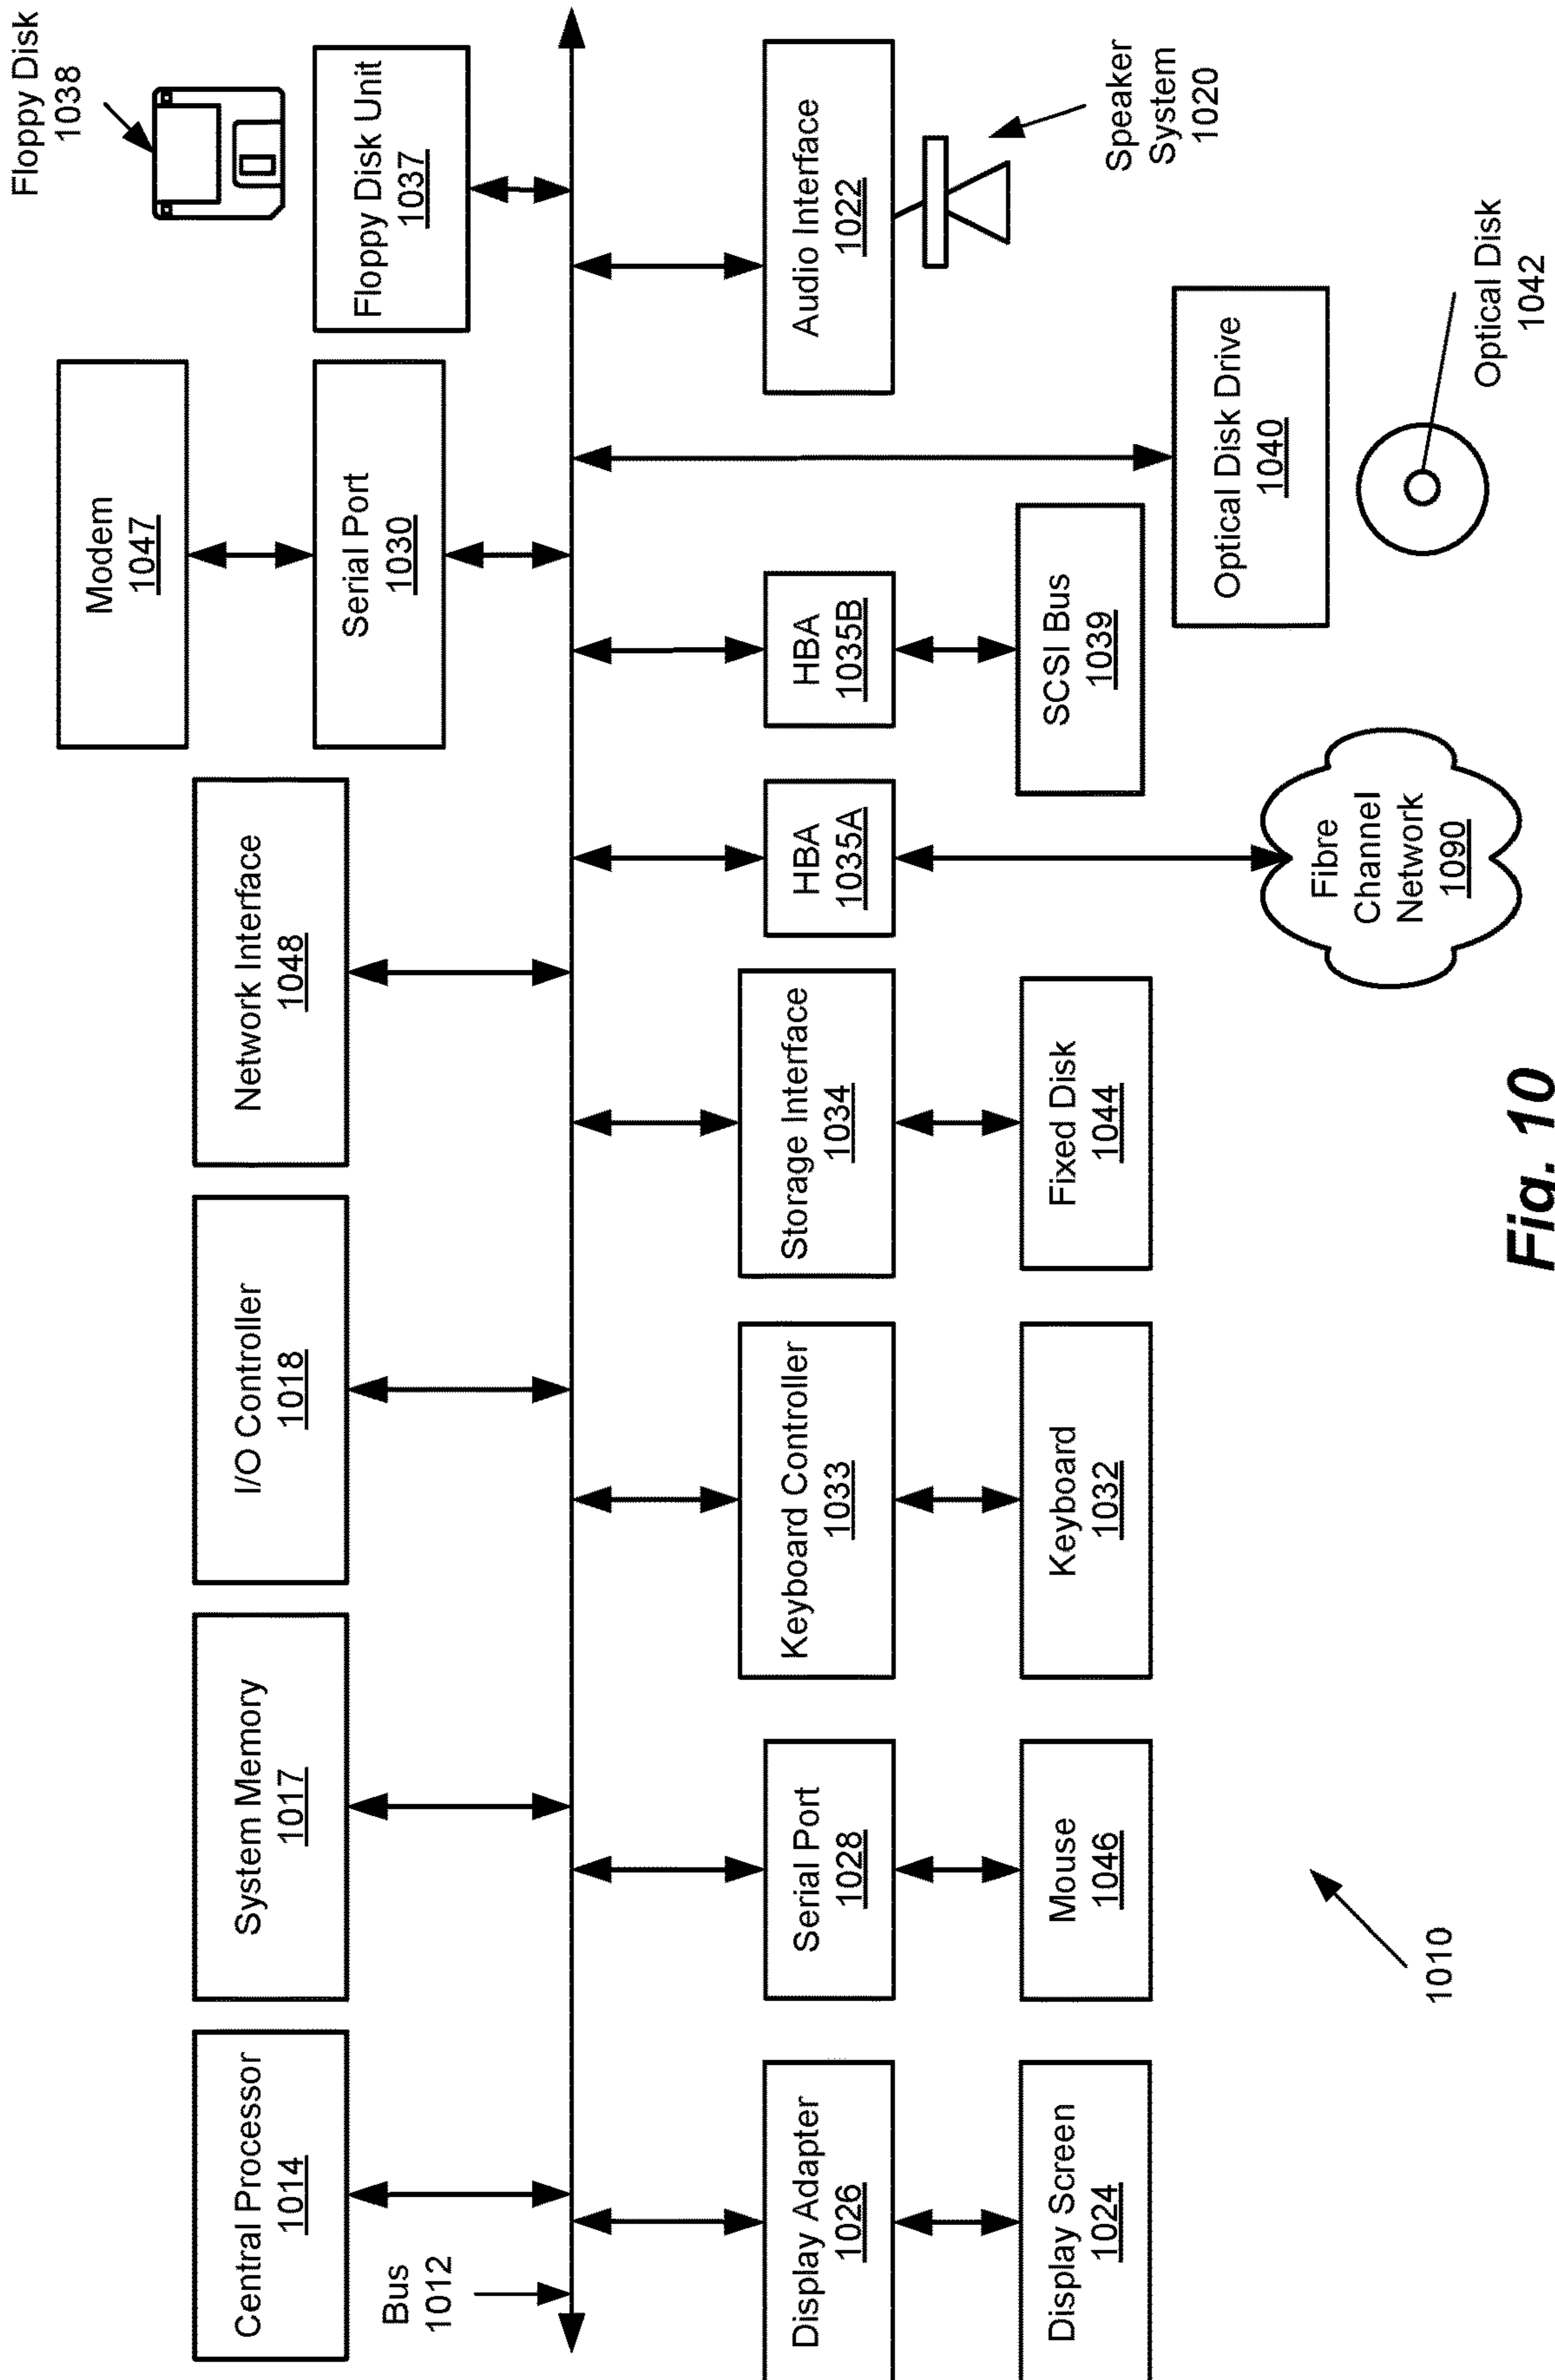 Central Processor
1014
System Memory
1017
I/O Controller
1018
Network Interface
1048
Modem
1047
Serial Port
1030
Floppy Disk
1038
Floppy Disk Unit
1037
Bus
1012
Display Adapter
1026
Serial Port
1028
Keyboard Controller
1033
Storage Interface
1034
HBA
1035A
HBA
1035B
Audio Interface
1022
Display Screen
1024
Mouse
1046
Keyboard
1032
Fixed Disk
1044
SCSI Bus
1039
Speaker
System
1020
Optical Disk Drive
1040
Fibre
Channel
Network
1090
Optical Disk
1042
1010
Fig. 10